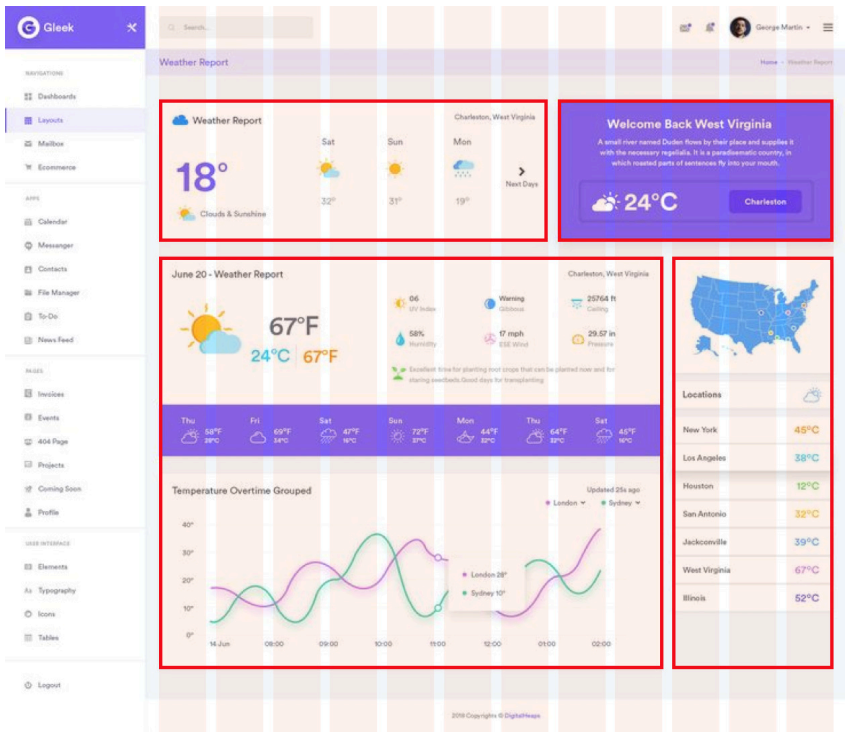 Gleek
Search...
George Martin
Weather Report
Home
Weather Report
NAVIGATIONS
Dashboards
Layouts
Mailbox
Ecommerce
APPS
Calendar
Messanger
Contacts
File Manager
To-Do
News Feed
PAGES
Invoices
Events
404 Page
Projects
Coming Soon
Profile
USER INTERFACE
Elements
Aa Typography
Icons
Tables
Logout
Weather Report
Charleston, West Virginia
18°
Clouds & Sunshine
Sat Sun Mon
32° 31° 19°
Next Days
Welcome Back West Virginia
A small river named Duden flows by their place and supplies it
with the necessary regelialia. It is a paradisematic country, in
which roasted parts of sentences fly into your mouth.
24°C
Charleston
June 20 - Weather Report
Charleston, West Virginia
67°F
24°C 67°F
06
UV Index
Warning
Gibbous
25764 ft
Ceiling
58%
Humidity
17 mph
ESE Wind
29.57 in
Pressure
Excellent time for planting root crops that can be planted now and for
starting seedbeds. Good days for transplanting
Thu Fri Sat Sun Mon Thu Sat
58°F 69°F 47°F 72°F 44°F 64°F 45°F
Temperature Overtime Grouped
Updated 25s ago
London Sydney
40°
30°
20°
10°
0°
London 28°
Sydney 10°
14 Jun 08:00 09:00 10:00 11:00 12:00 01:00 02:00
Locations
New York 45°C
Los Angeles 38°C
Houston 12°C
San Antonio 32°C
Jackconville 39°C
West Virginia 67°C
Illinois 52°C
2018 Copyrights © DigitalHeaps